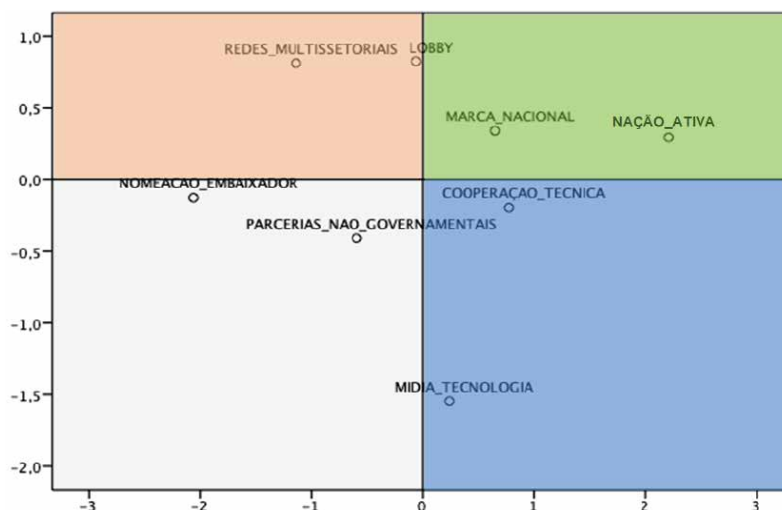 1,0
REDES_MULTISSETORIAIS LOBBY
0,5
MARCA_NACIONAL NAÇÃO_ATIVA
0,0
NOMEACAO_EMBAIXADOR
COOPERAÇAO_TECNICA
PARCERIAS_NAO_GOVERNAMENTAIS
-0,5
-1,0
MIDIA_TECNOLOGIA
-1,5
-2,0
-3 -2 -1 0 1 2 3